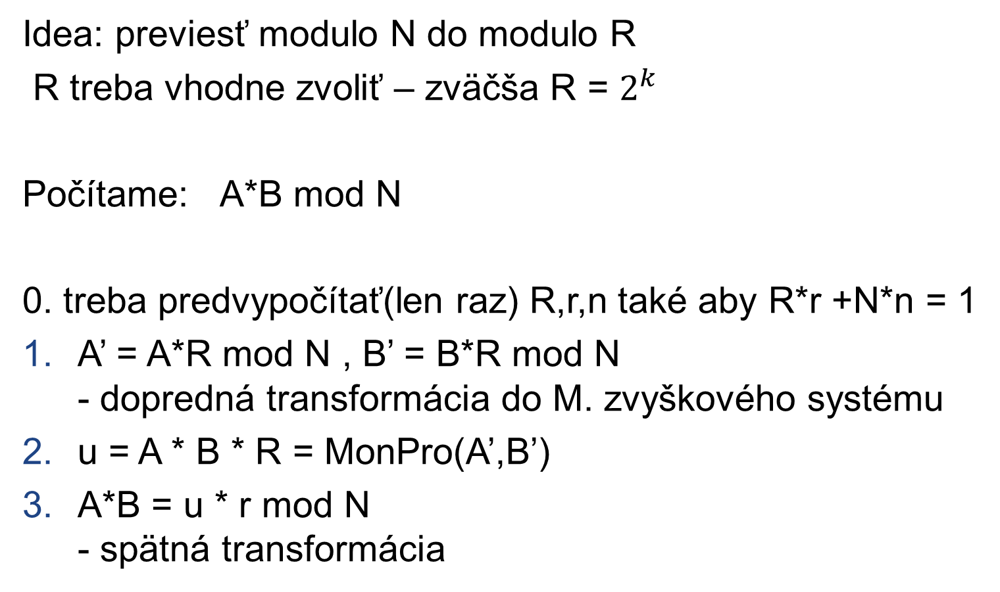 Idea: previesť modulo N do modulo R
R treba vhodne zvoliť – zväčša R = 2^k
Počítame: A*B mod N
0. treba predvypočítať(len raz) R,r,n také aby R*r +N*n = 1
1. A’ = A*R mod N , B’ = B*R mod N
- dopredná transformácia do M. zvyškového systému
2. u = A * B * R = MonPro(A’,B’)
3. A*B = u * r mod N
- spätná transformácia